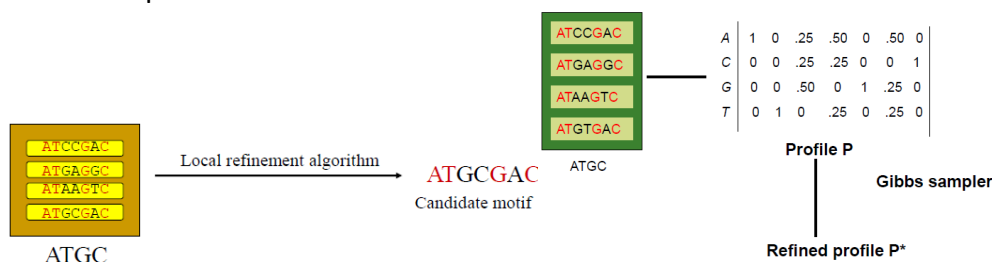 ATCCGAC
ATGAGGC
ATAAGTC
ATGCGAC
ATGC
Local refinement algorithm
ATGCGAC
Candidate motif
ATCCGAC
ATGAGGC
ATAAGTC
ATGTGAC
ATGC
A 1 0 .25 .50 0 .50 0
C 0 0 .25 .25 0 0 1
G 0 0 .50 0 1 .25 0
T 0 1 0 .25 0 .25 0
Profile P
Gibbs sampler
Refined profile P*